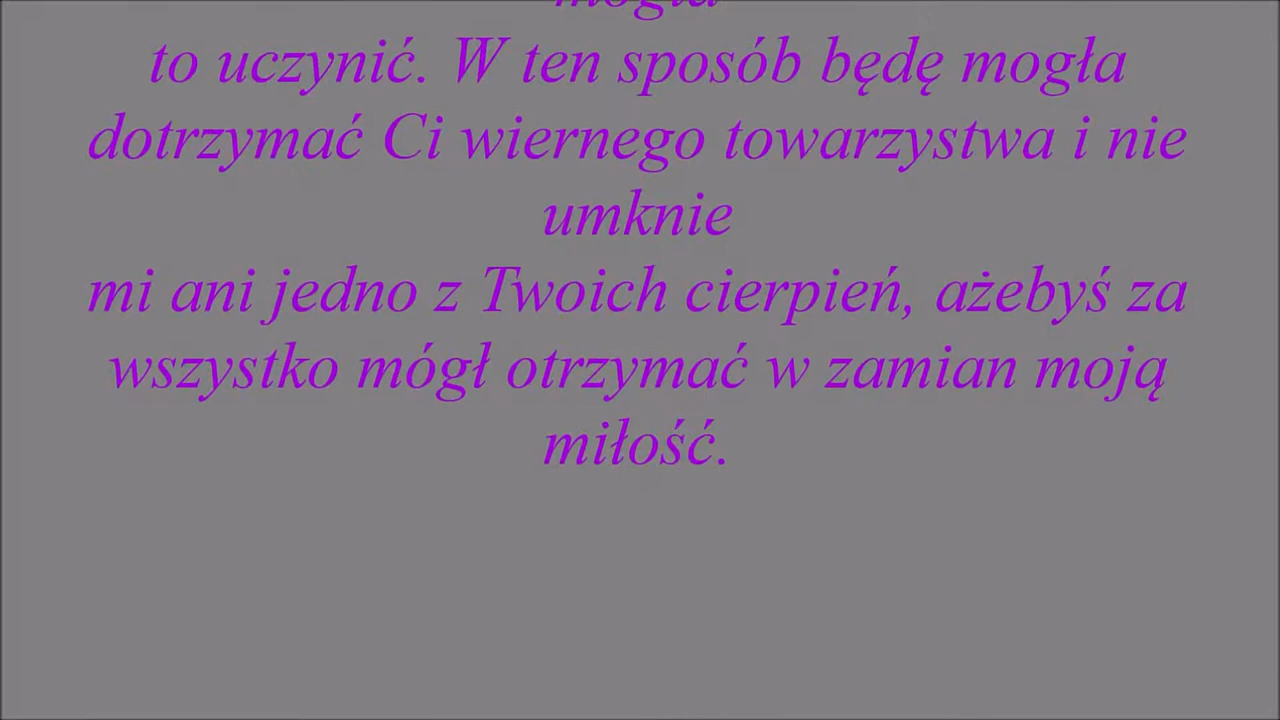 to uczynić. W ten sposób będę mogła
dotrzymać Ci wiernego towarzystwa i nie
umknie
mi ani jedno z Twoich cierpień, ażebyś za
wszystko mógł otrzymać w zamian moją
miłość.